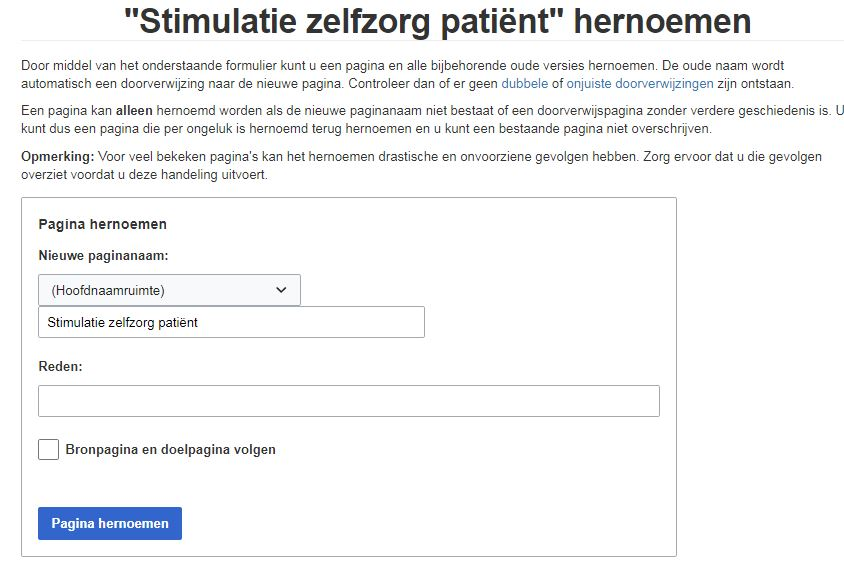 "Stimulatie zelfzorg patiënt" hernoemen
Door middel van het onderstaande formulier kunt u een pagina en alle bijbehorende oude versies hernoemen. De oude naam wordt
automatisch een doorverwijzing naar de nieuwe pagina. Controleer dan of er geen dubbele of onjuiste doorverwijzingen zijn ontstaan.
Een pagina kan alleen hernoemd worden als de nieuwe paginanaam niet bestaat of een doorverwijspagina zonder verdere geschiedenis is. U
kunt dus een pagina die per ongeluk is hernoemd terug hernoemen en u kunt een bestaande pagina niet overschrijven.
Opmerking: Voor veel bekeken pagina's kan het hernoemen drastische en onvoorziene gevolgen hebben. Zorg ervoor dat u die gevolgen
overziet voordat u deze handeling uitvoert.
Pagina hernoemen
Nieuwe paginanaam:
(Hoofdnaamruimte)
Stimulatie zelfzorg patiënt
Reden:
Bronpagina en doelpagina volgen
Pagina hernoemen